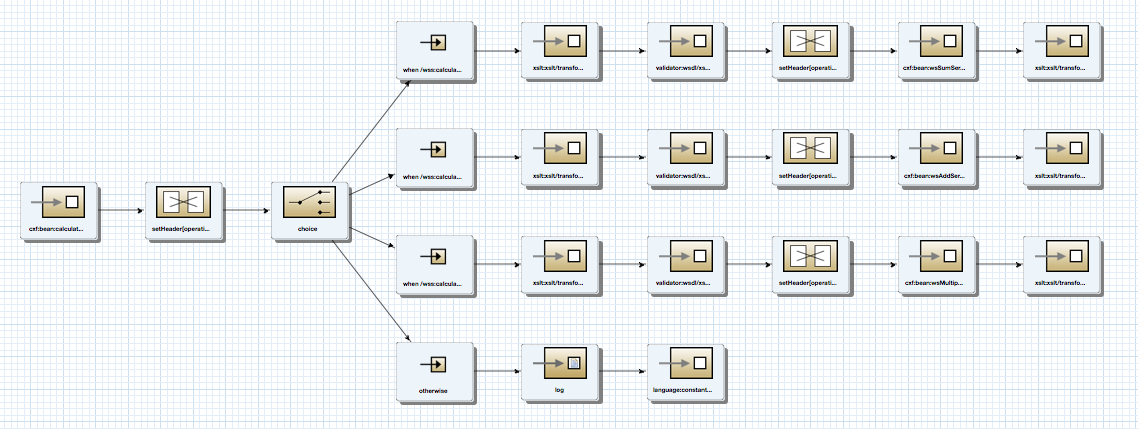 when /wss:calcula...
xslt:xslt/transfo...
validator:wsdl/xs...
setHeader[operati...
cxf:bean:wsSumSer...
xslt:xslt/transfo...
when /wss:calcula...
xslt:xslt/transfo...
validator:wsdl/xs...
setHeader[operati...
cxf:bean:wsAddSer...
xslt:xslt/transfo...
cxf:bean:calculat...
setHeader[operati...
choice
when /wss:calcula...
xslt:xslt/transfo...
validator:wsdl/xs...
setHeader[operati...
cxf:bean:wsMultip...
xslt:xslt/transfo...
otherwise
log
language:constant...